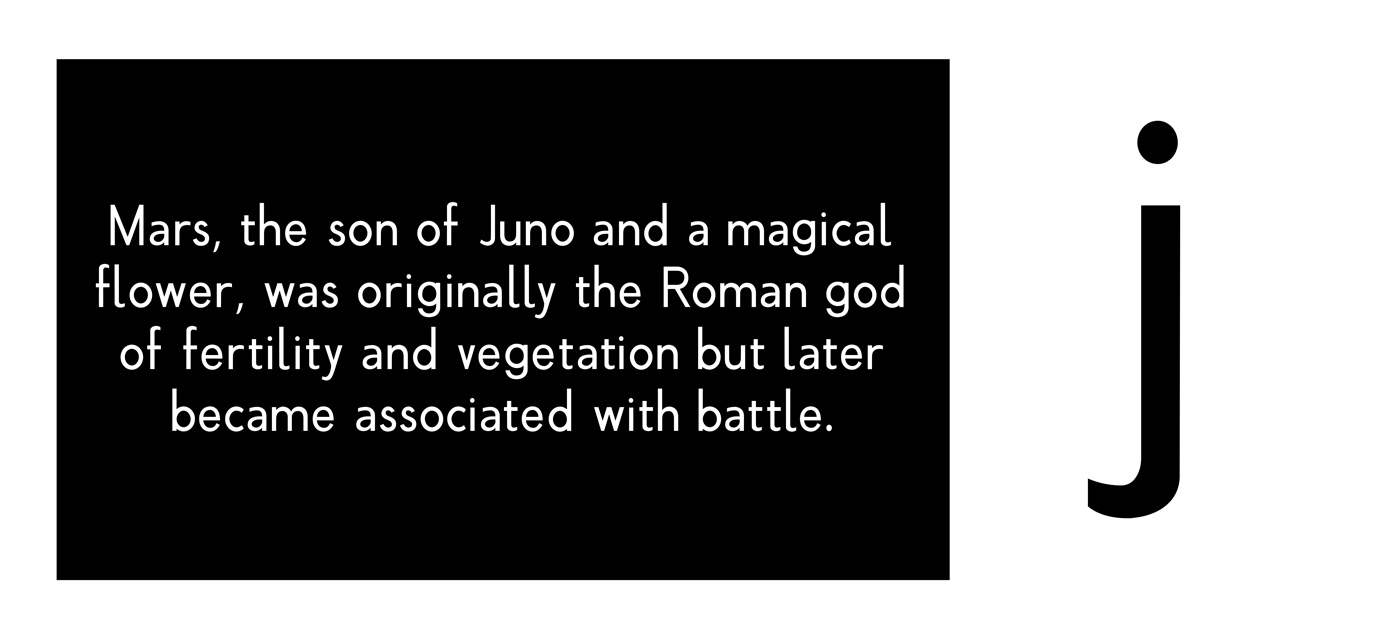 Mars, the son of Juno and a magical
flower, was originally the Roman god
of fertility and vegetation but later
became associated with battle.
j